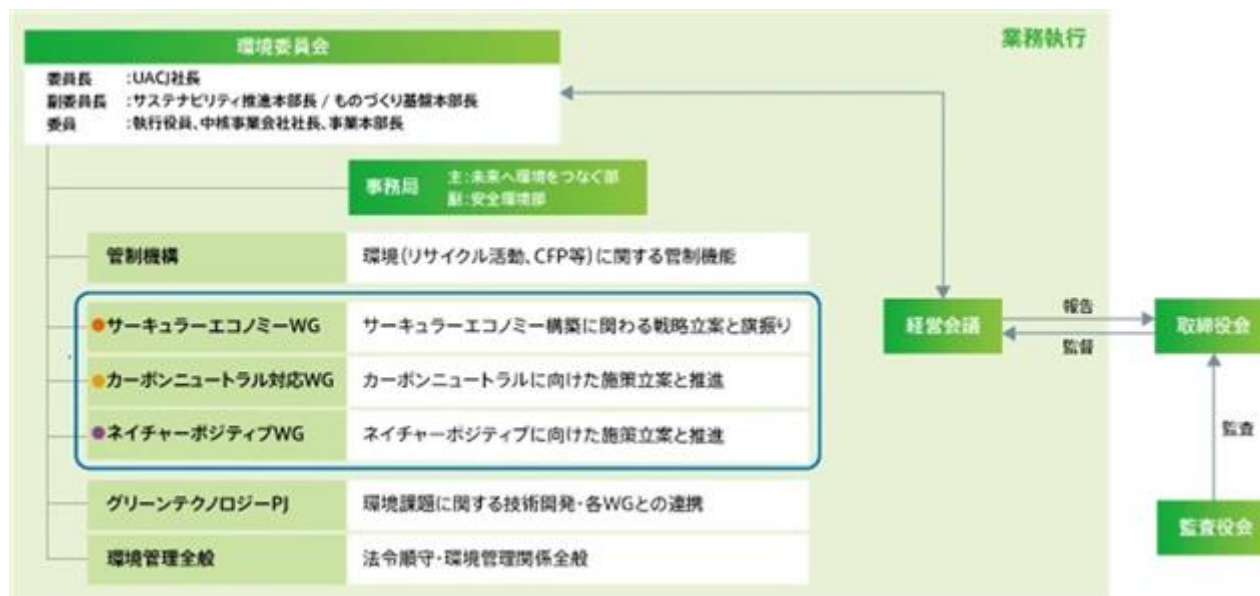 業務執行
環境委員会
委員長 :UACJ社長
副委員長 :サステナビリティ推進本部長 / ものづくり基盤本部長
委員 :執行役員、中核事業会社社長、事業本部長
事務局
主:未来へ環境をつなぐ部
副:安全環境部
管制機構 環境(リサイクル活動、CFP等)に関する管制機能
サーキュラーエコノミーWG サーキュラーエコノミー構築に関わる戦略立案と旗振り
カーボンニュートラル対応WG カーボンニュートラルに向けた施策立案と推進
ネイチャーポジティブWG ネイチャーポジティブに向けた施策立案と推進
グリーンテクノロジーPJ 環境課題に関する技術開発・各WGとの連携
環境管理全般 法令順守・環境管理関係全般
経営会議
報告
監督
取締役会
監査
監査役会